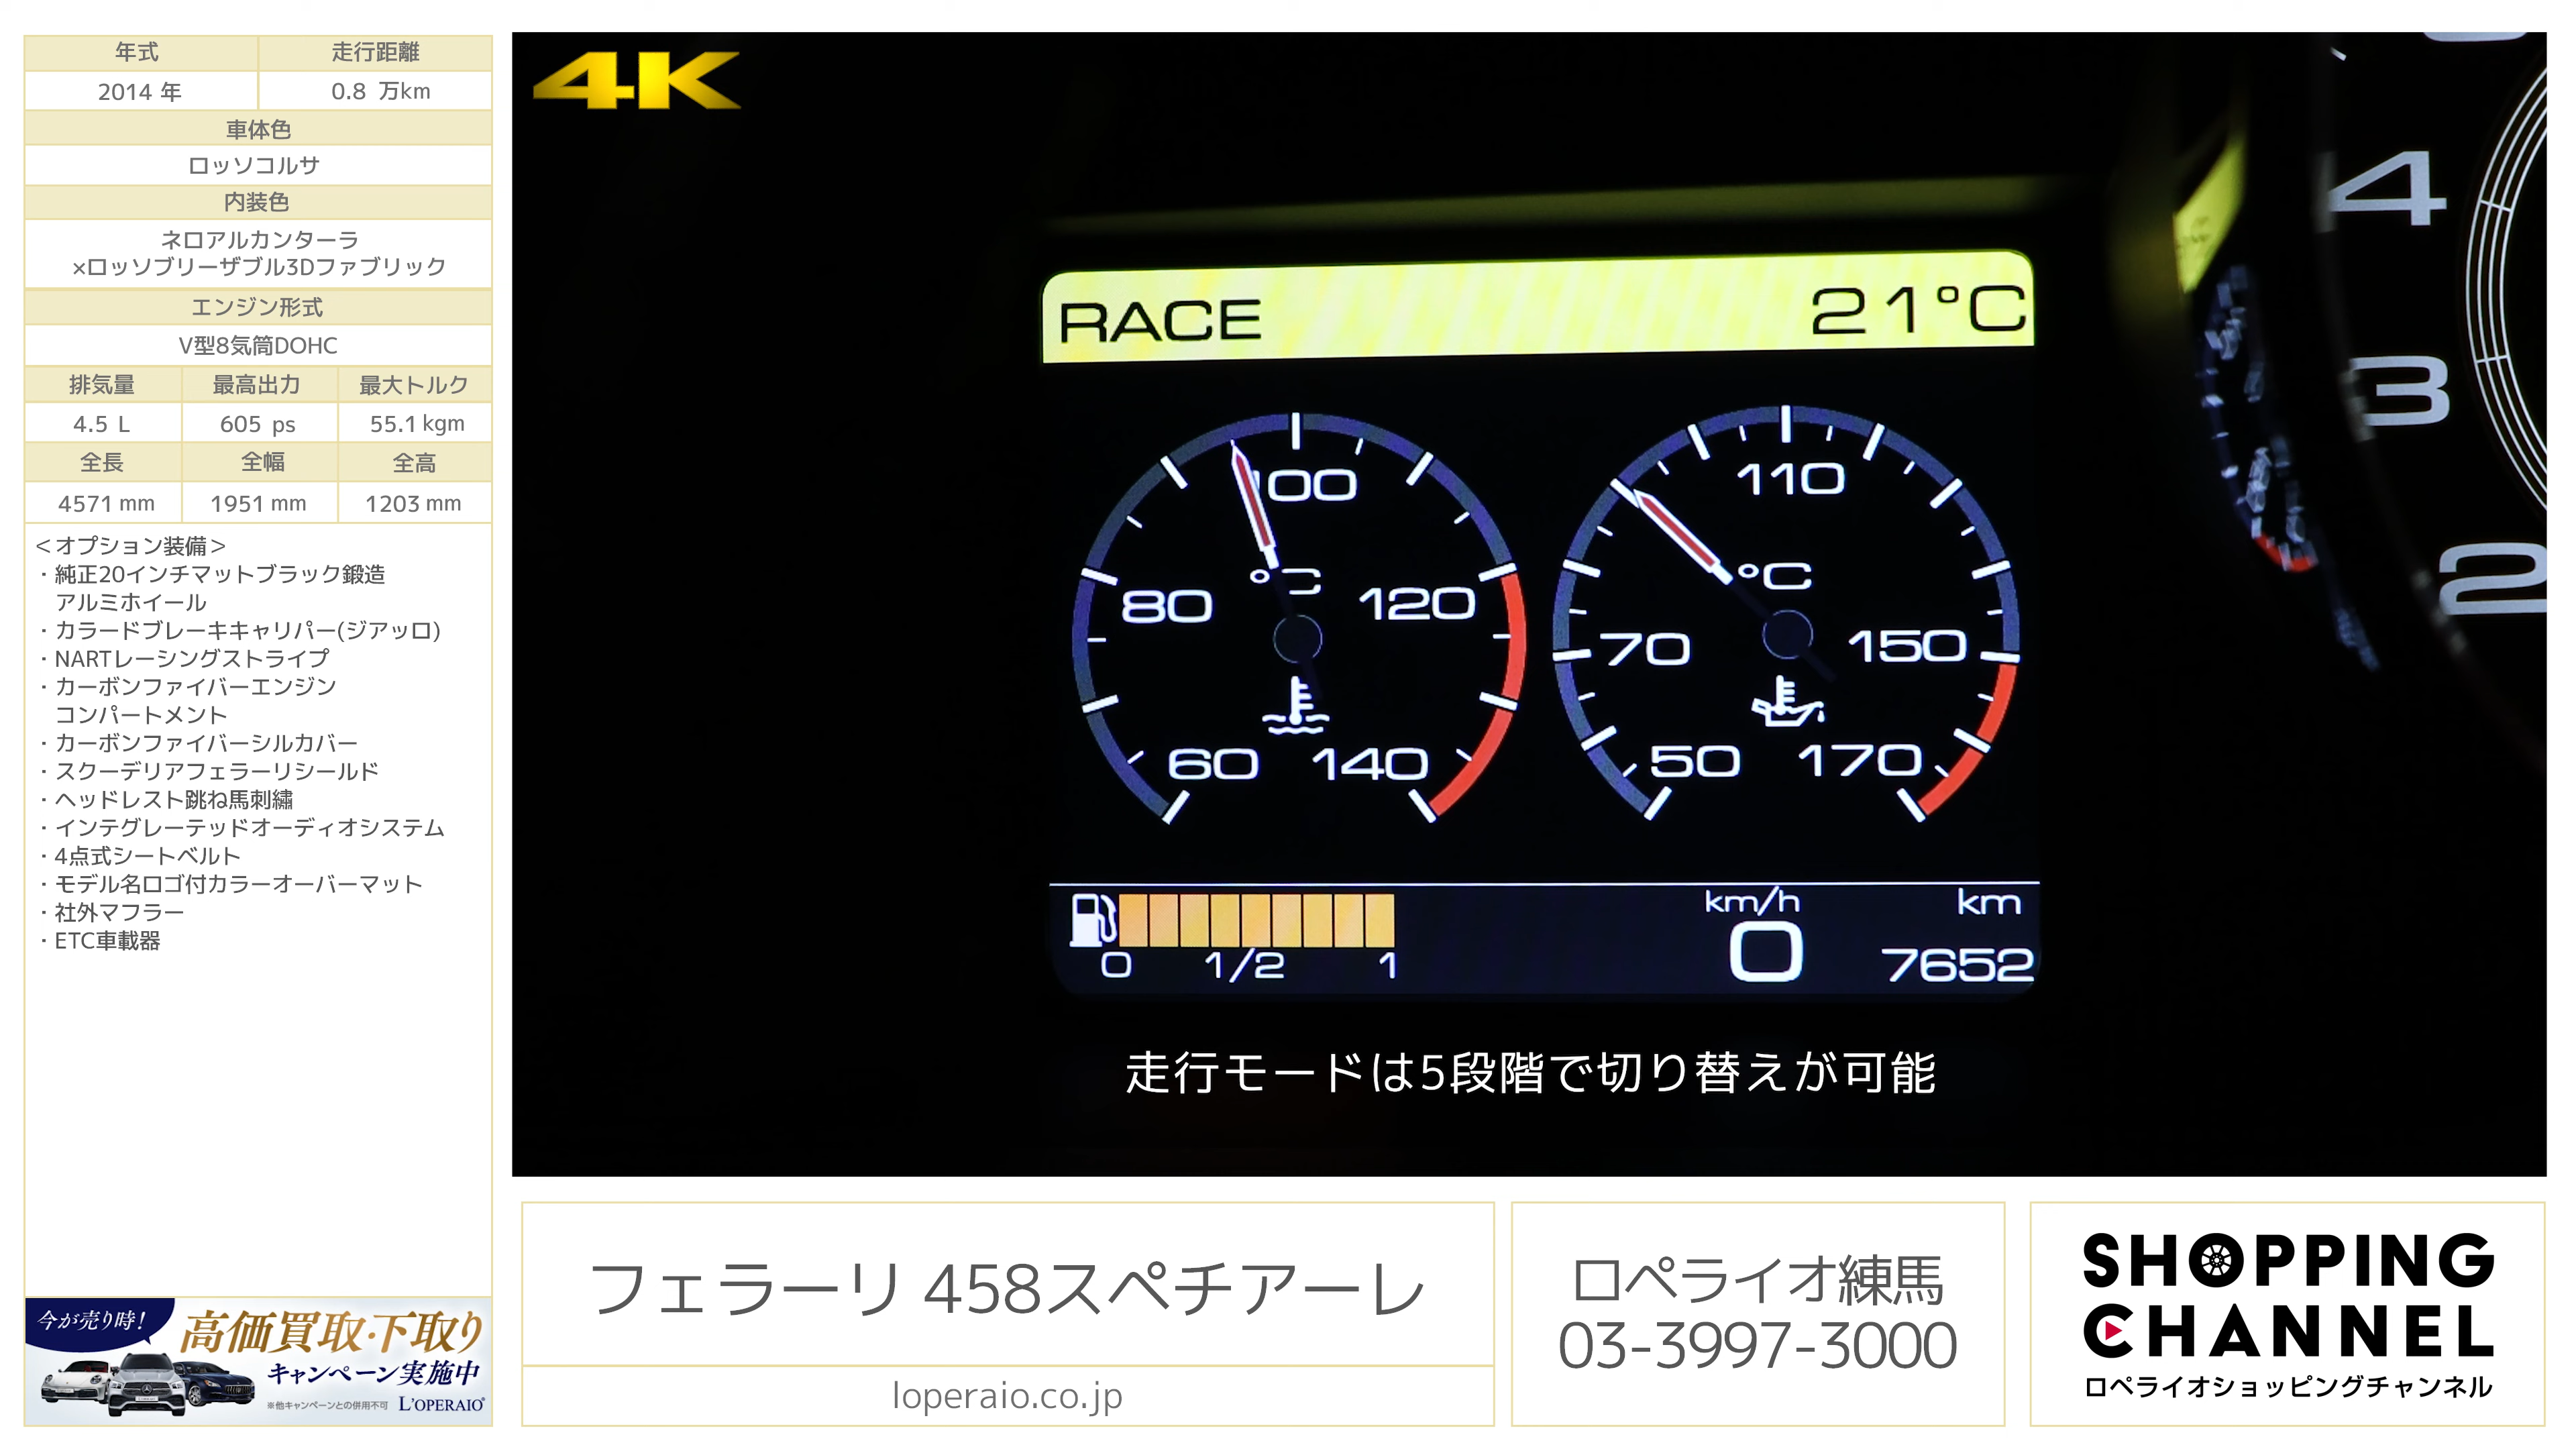 年式 走行距離
2014 年 0.8 万km
車体色
ロッソコルサ
内装色
ネロアルカンターラ
×ロッソブリーザブル3Dファブリック
エンジン形式
V型8気筒DOHC
排気量 最高出力 最大トルク
4.5 L 605 ps 55.1 kgm
全長 全幅 全高
4571 mm 1951 mm 1203 mm
＜オプション装備＞
・純正20インチマットブラック鍛造
アルミホイール
・カラードブレーキキャリパー(ジアッロ)
・NARTレーシングストライプ
・カーボンファイバーエンジン
コンパートメント
・カーボンファイバーシルカバー
・スクーデリアフェラーリシールド
・ヘッドレスト跳ね馬刺繡
・インテグレーテッドオーディオシステム
・4点式シートベルト
・モデル名ロゴ付カラーオーバーマット
・社外マフラー
・ETC車載器
今が売り時！
高価買取・下取り
キャンペーン実施中
※他キャンペーンとの併用不可 L'OPERAIO
4K
RACE 21°C
100
°C
80 120
60 140
110
°C
70 150
50 170
4
3
2
km/h km
0 7652
0 1/2 1
走行モードは5段階で切り替えが可能
フェラーリ 458スペチアーレ
loperaio.co.jp
ロペライオ練馬
03-3997-3000
SHOPPING
CHANNEL
ロペライオショッピングチャンネル